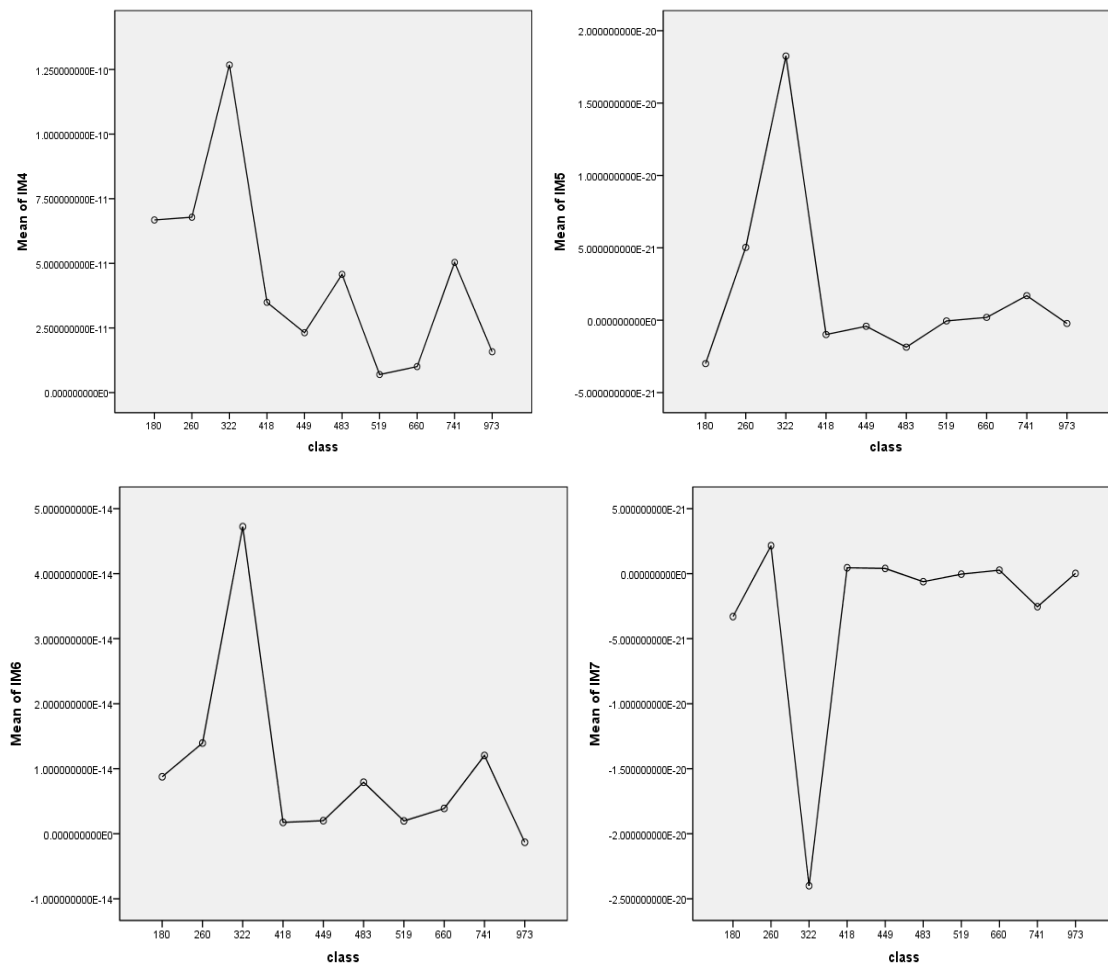 1.250000000E-10
1.000000000E-10
7.500000000E-11
5.000000000E-11
2.500000000E-11
0.000000000E0
Mean of IM4
180 260 322 418 449 483 519 660 741 973
class
2.000000000E-20
1.500000000E-20
1.000000000E-20
5.000000000E-21
0.000000000E0
-5.000000000E-21
Mean of IM5
180 260 322 418 449 483 519 660 741 973
class
5.000000000E-14
4.000000000E-14
3.000000000E-14
2.000000000E-14
1.000000000E-14
0.000000000E0
-1.000000000E-14
Mean of IM6
180 260 322 418 449 483 519 660 741 973
class
5.000000000E-21
0.000000000E0
-5.000000000E-21
-1.000000000E-20
-1.500000000E-20
-2.000000000E-20
-2.500000000E-20
Mean of IM7
180 260 322 418 449 483 519 660 741 973
class